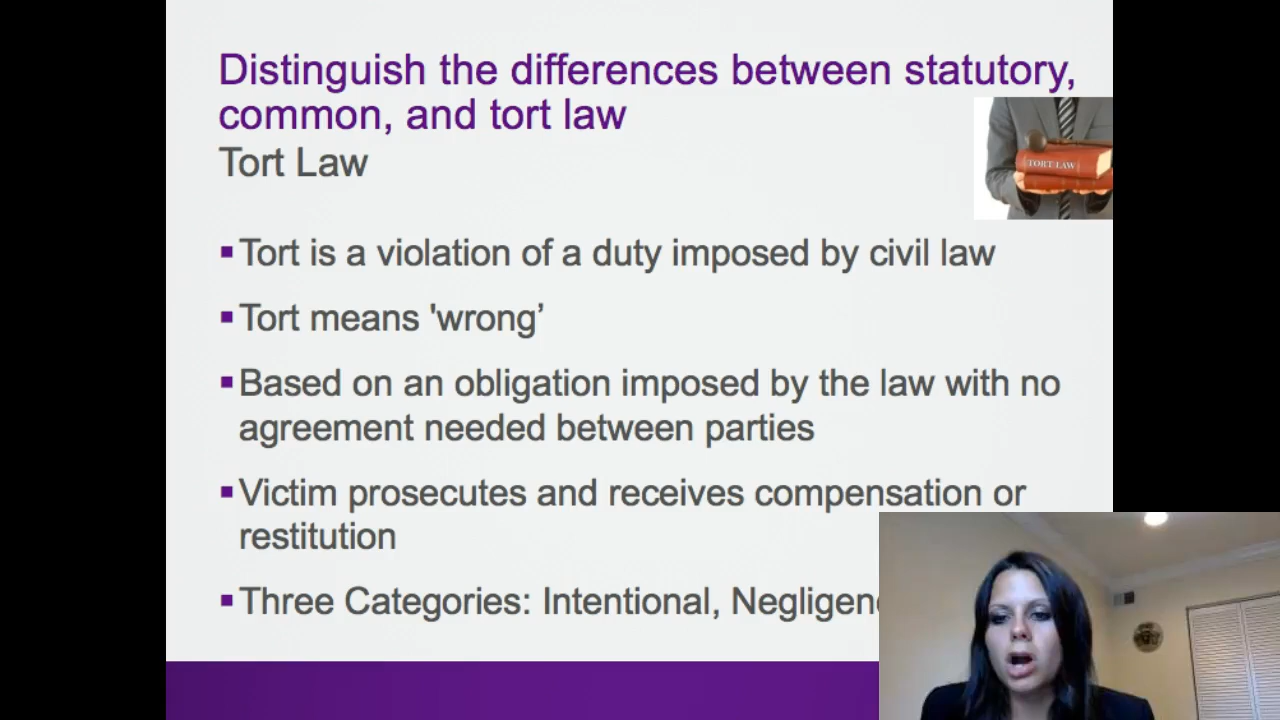 Distinguish the differences between statutory,
common, and tort law
Tort Law
TORT LAW
▪Tort is a violation of a duty imposed by civil law
▪Tort means 'wrong’
▪Based on an obligation imposed by the law with no
agreement needed between parties
▪Victim prosecutes and receives compensation or
restitution
▪Three Categories: Intentional,